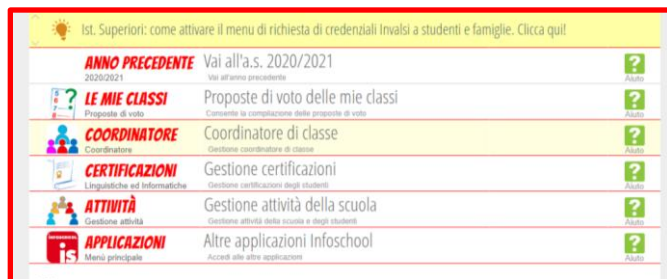 Ist. Superiori: come attivare il menu di richiesta di credenziali Invalsi a studenti e famiglie. Clicca qui!
ANNO PRECEDENTE Vai all'a.s. 2020/2021 ?
2020/2021 Vai all'anno precedente Aiuto
LE MIE CLASSI Proposte di voto delle mie classi ?
Proposte di voto Consente la compilazione delle proposte di voto Aiuto
COORDINATORE Coordinatore di classe ?
Coordinatore Gestione coordinatore di classe Aiuto
CERTIFICAZIONI Gestione certificazioni ?
Linguistiche ed Informatiche Gestione certificazioni degli studenti Aiuto
ATTIVITÀ Gestione attività della scuola ?
Gestione attività Gestione attività della scuola e degli studenti Aiuto
INFOSCHOOL is APPLICAZIONI Altre applicazioni Infoschool ?
Menù principale Accedi alle altre applicazioni Aiuto